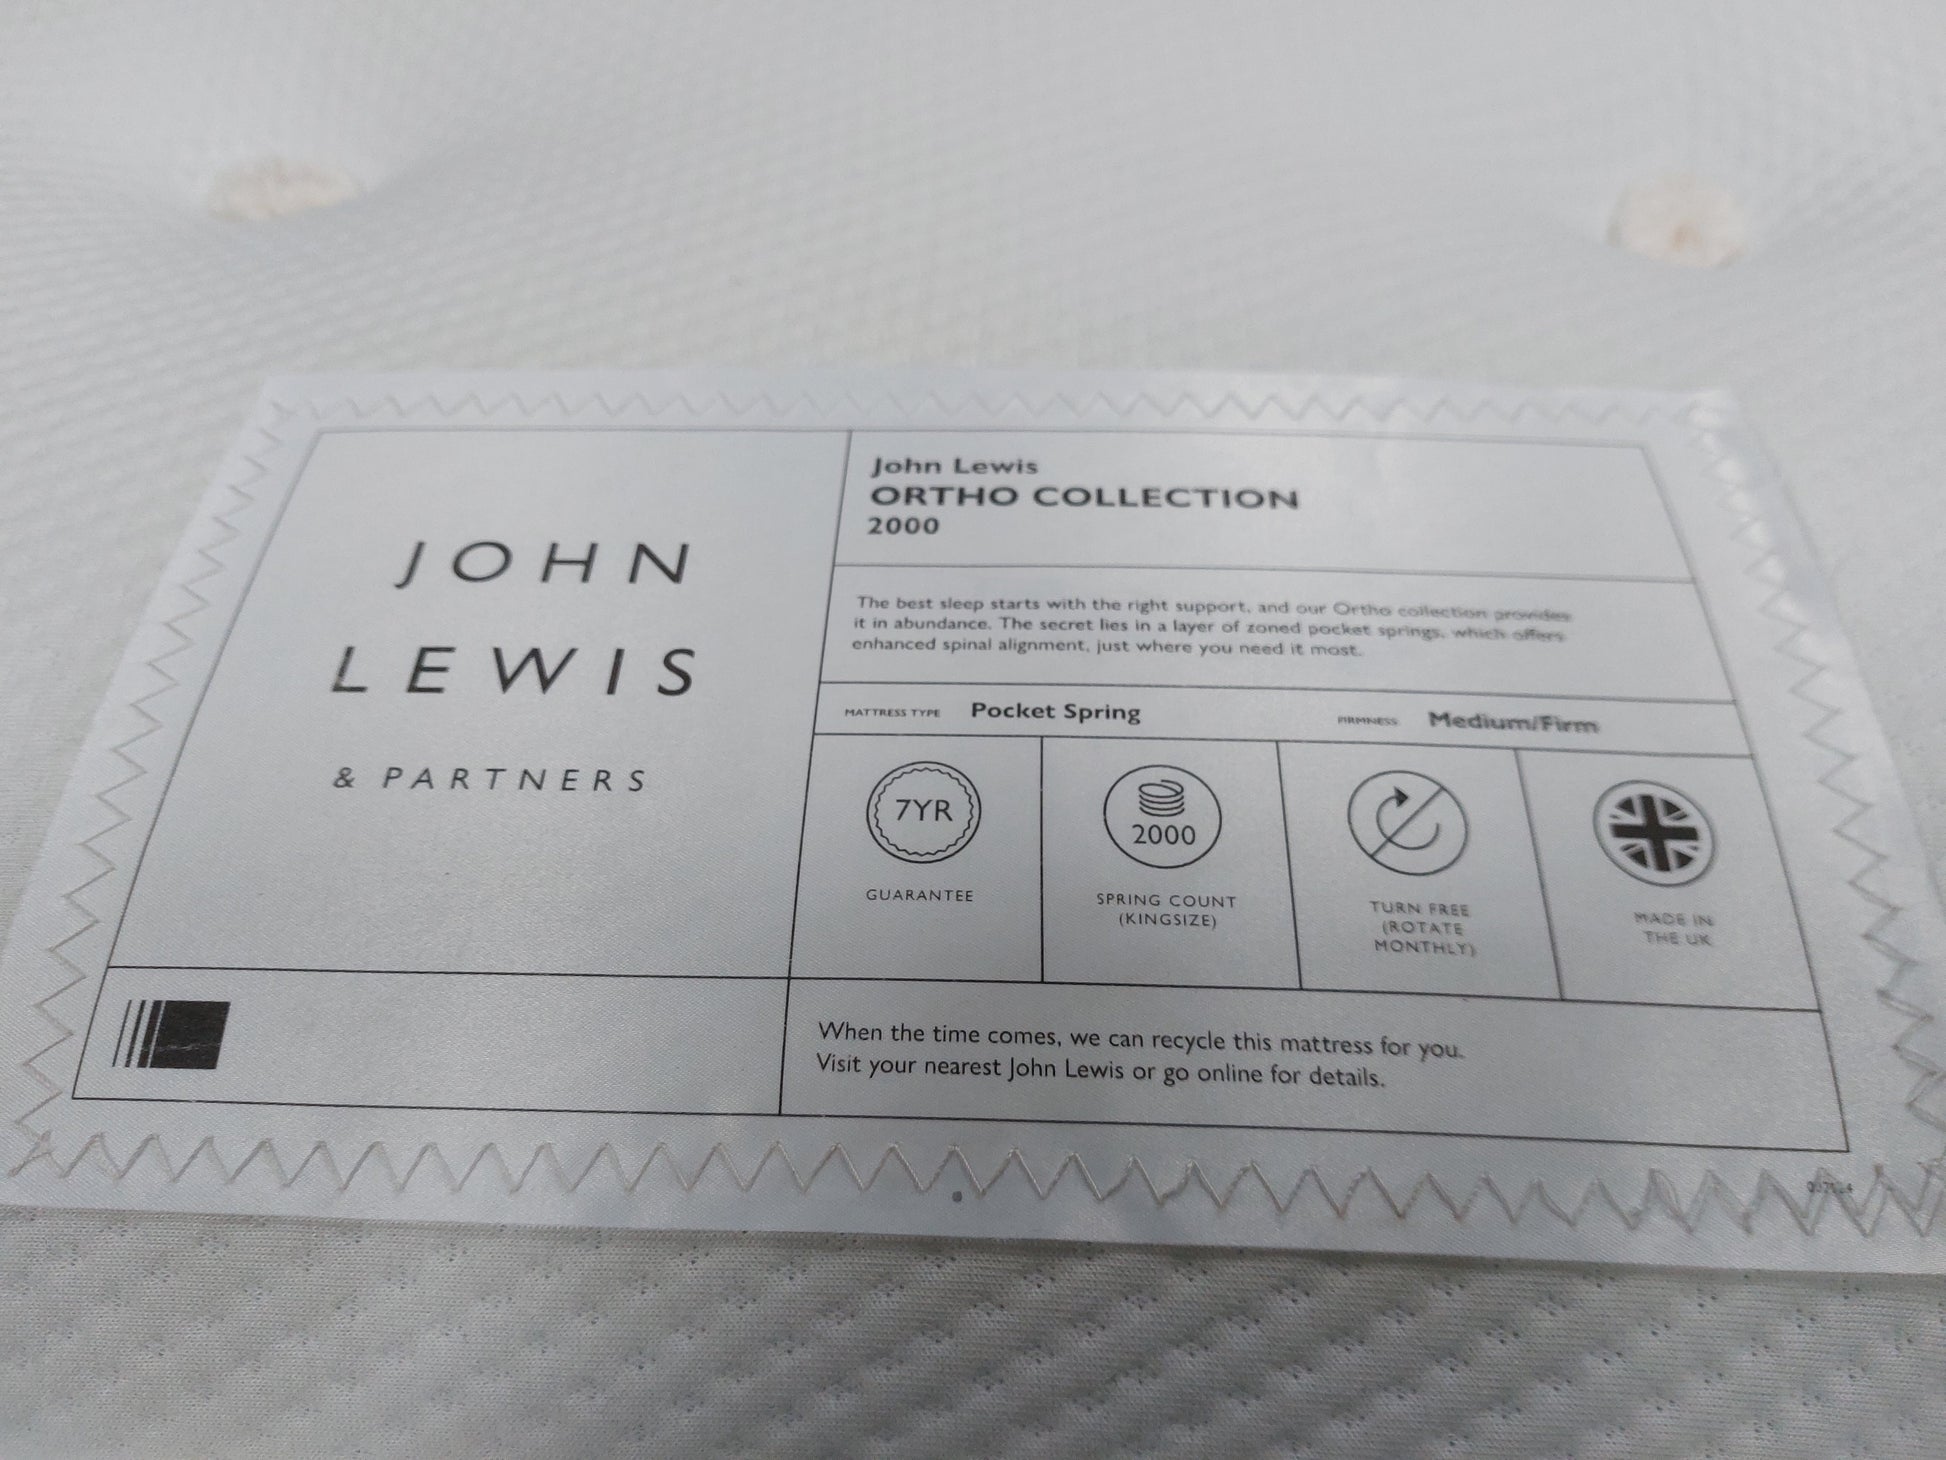 JOHN
LEWIS
& PARTNERS
John Lewis
ORTHO COLLECTION
2000
The best sleep starts with the right support, and our Ortho collection provides
it in abundance. The secret lies in a layer of zoned pocket springs, which offers
enhanced spinal alignment, just where you need it most.
MATTRESS TYPE Pocket Spring FIRMNESS Medium/Firm
7YR
GUARANTEE
2000
SPRING COUNT
(KINGSIZE)
TURN FREE
(ROTATE
MONTHLY)
MADE IN
THE UK
When the time comes, we can recycle this mattress for you.
Visit your nearest John Lewis or go online for details.